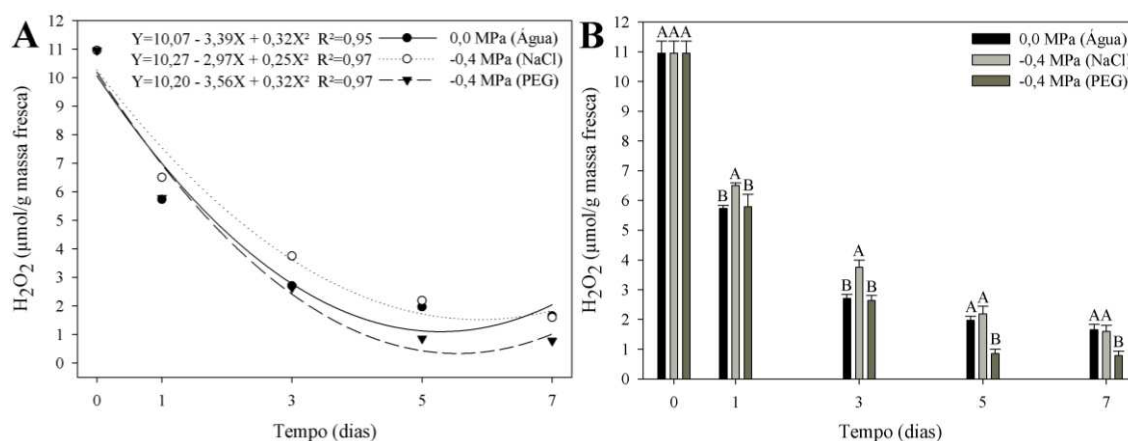 A
Y=10,07 - 3,39X + 0,32X² R²=0,95 0,0 MPa (Água)
Y=10,27 - 2,97X + 0,25X² R²=0,97 -0,4 MPa (NaCl)
Y=10,20 - 3,56X + 0,32X² R²=0,97 -0,4 MPa (PEG)
H₂O₂ (µmol/g massa fresca)
12
11
10
9
8
7
6
5
4
3
2
1
0
0 1 3 5 7
Tempo (dias)
B
0,0 MPa (Água)
-0,4 MPa (NaCl)
-0,4 MPa (PEG)
H₂O₂ (µmol/g massa fresca)
12
11
10
9
8
7
6
5
4
3
2
1
0
AAA
B A B
B A B
A A B
AA B
0 1 3 5 7
Tempo (dias)